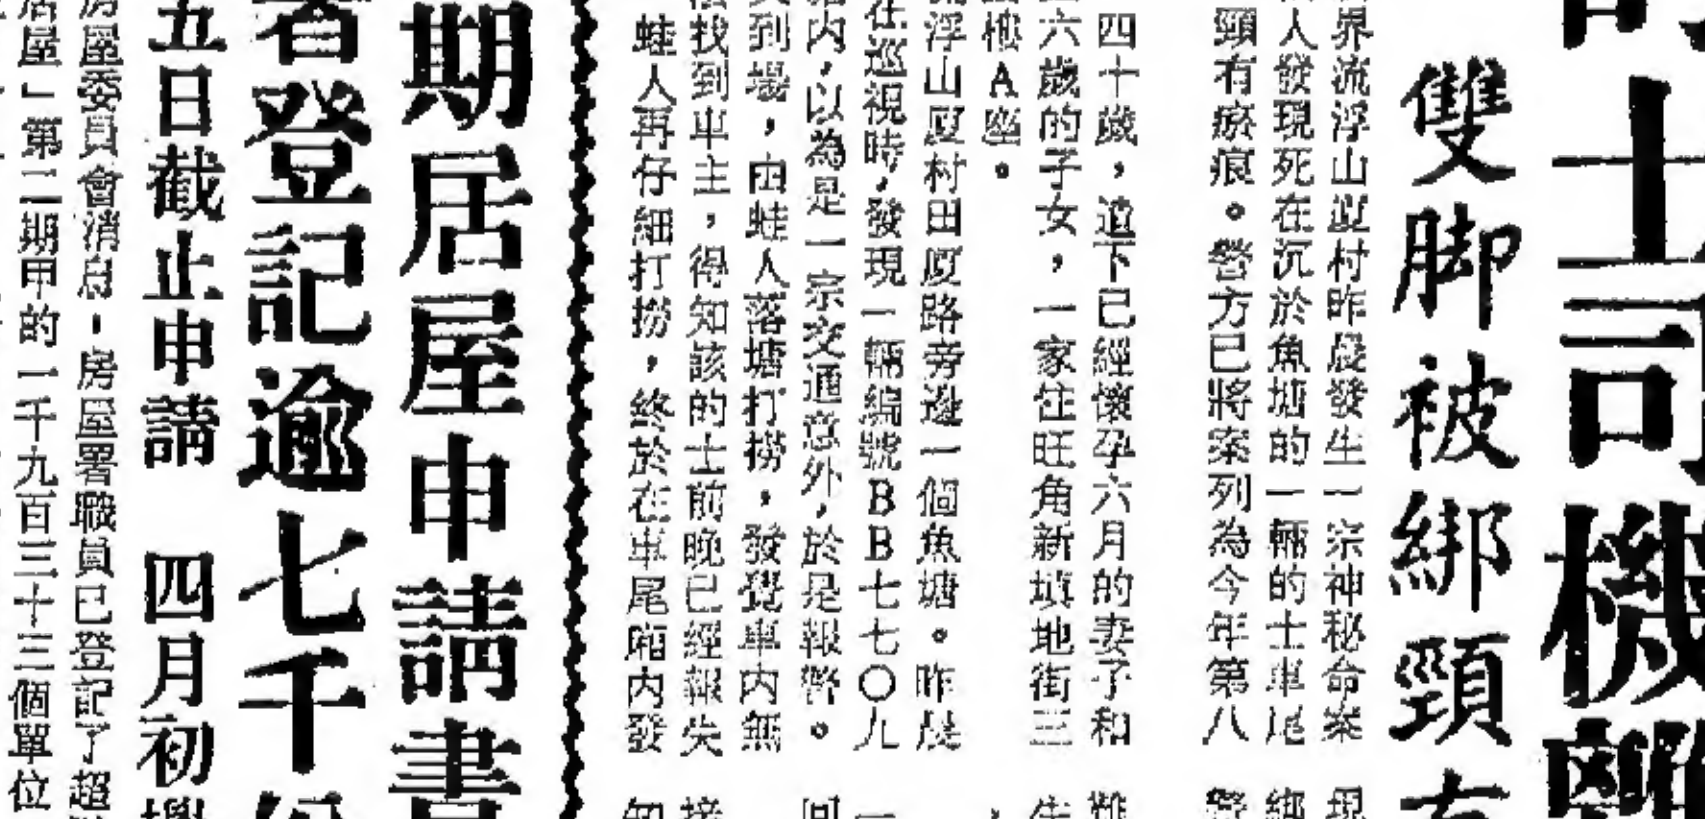 士司機
雙脚被綁頸
界流浮山廈村昨晨發生一宗神秘命案
人發現死在沉於魚塘的一輛的士車尾
頸有瘀痕。警方已將案列為今年第八
四十歲，遺下已經懷孕六月的妻子和
六歲的子女，一家住旺角新填地街三
樓A座。
浮山廈村田廈路旁邊一個魚塘。昨晨
在巡視時，發現一輛編號BB七七〇九
內，以為是一宗交通意外，於是報警。
到場，由蛙人落塘打撈，發覺車內無
找到車主，得知該的士前晚已經報失
蛙人再仔細打撈，終於在車尾廂內發
期居屋申請書
者登記逾七千
五日截止申請 四月初
房屋委員會消息，房屋署職員已登記了超
居屋」第二期甲的一千九百三十三個單位